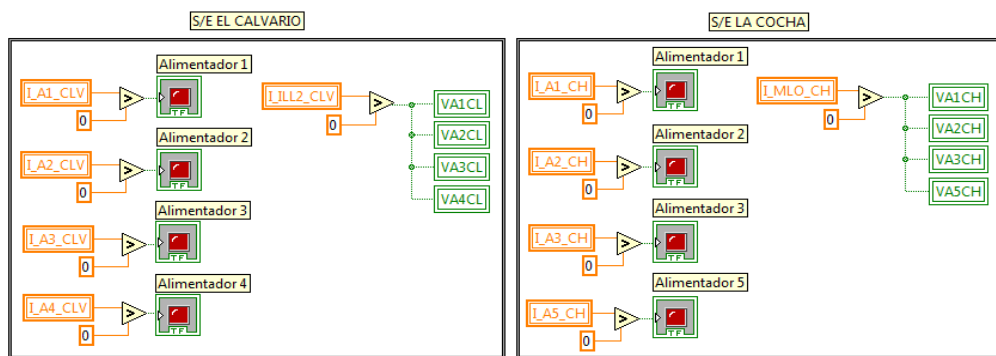 S/E EL CALVARIO
Alimentador 1
I_A1_CLV
>
0
TF
Alimentador 2
I_A2_CLV
>
0
TF
Alimentador 3
I_A3_CLV
>
0
TF
Alimentador 4
I_A4_CLV
>
0
TF
I_ILL2_CLV
>
0
VA1CL
VA2CL
VA3CL
VA4CL
S/E LA COCHA
Alimentador 1
I_A1_CH
>
0
TF
Alimentador 2
I_A2_CH
>
0
TF
Alimentador 3
I_A3_CH
>
0
TF
Alimentador 5
I_A5_CH
>
0
TF
I_MLO_CH
>
0
VA1CH
VA2CH
VA3CH
VA5CH